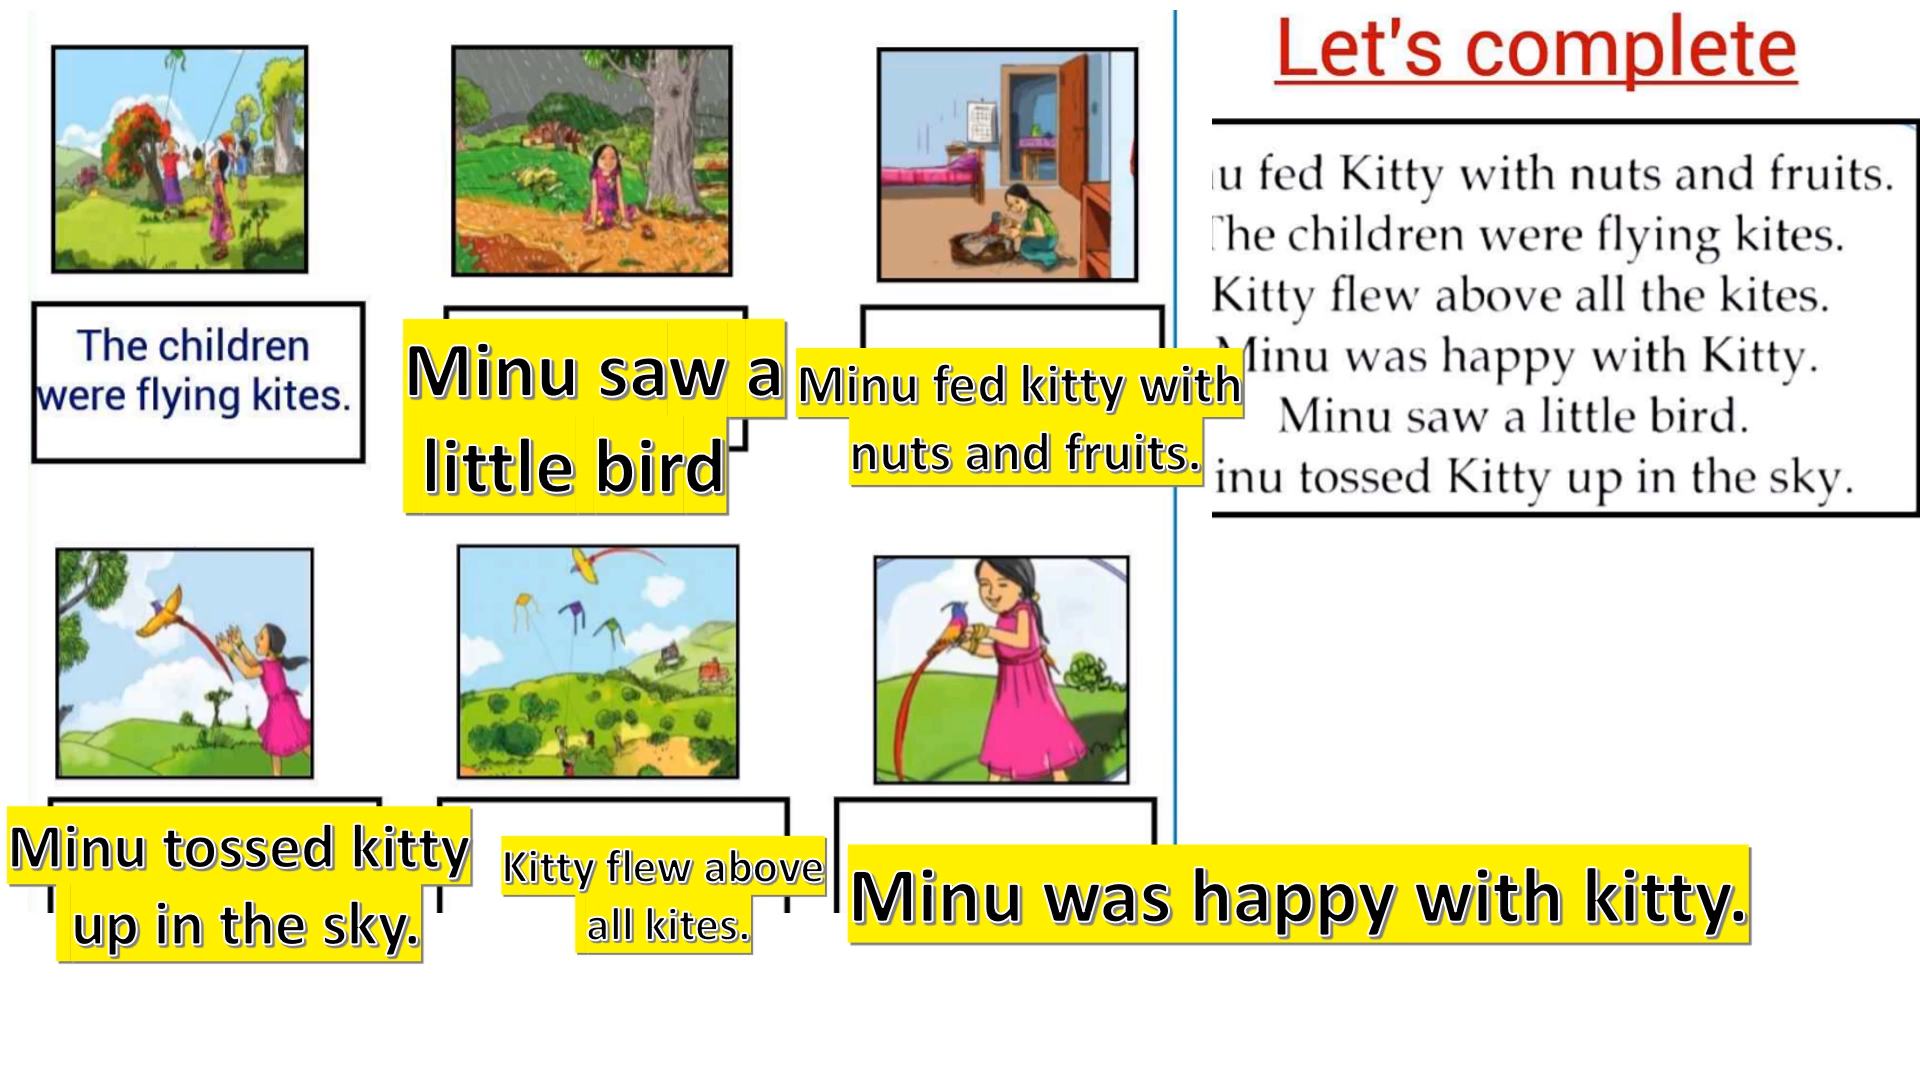 Let's complete
u fed Kitty with nuts and fruits.
The children were flying kites.
Kitty flew above all the kites.
Minu was happy with Kitty.
Minu saw a little bird.
inu tossed Kitty up in the sky.
The children
were flying kites.
Minu saw a
little bird
Minu fed kitty with
nuts and fruits.
Minu tossed kitty
up in the sky.
Kitty flew above
all kites.
Minu was happy with kitty.